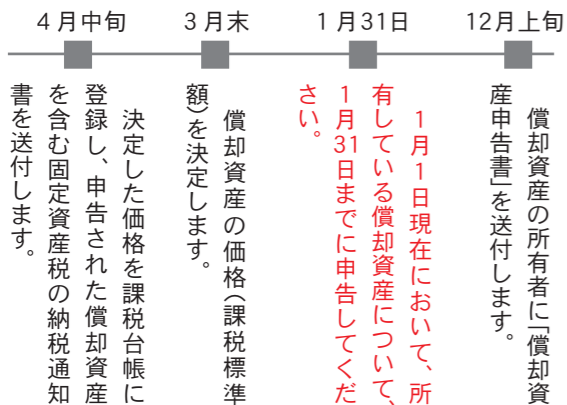 12月上旬
償却資産の所有者に「償却資
産申告書」を送付します。
1月31日
1月1日現在において、所
有している償却資産について、
1月31日までに申告してくだ
さい。
3月末
償却資産の価格（課税標準
額）を決定します。
4月中旬
決定した価格を課税台帳に
登録し、申告された償却資産
を含む固定資産税の納税通知
書を送付します。